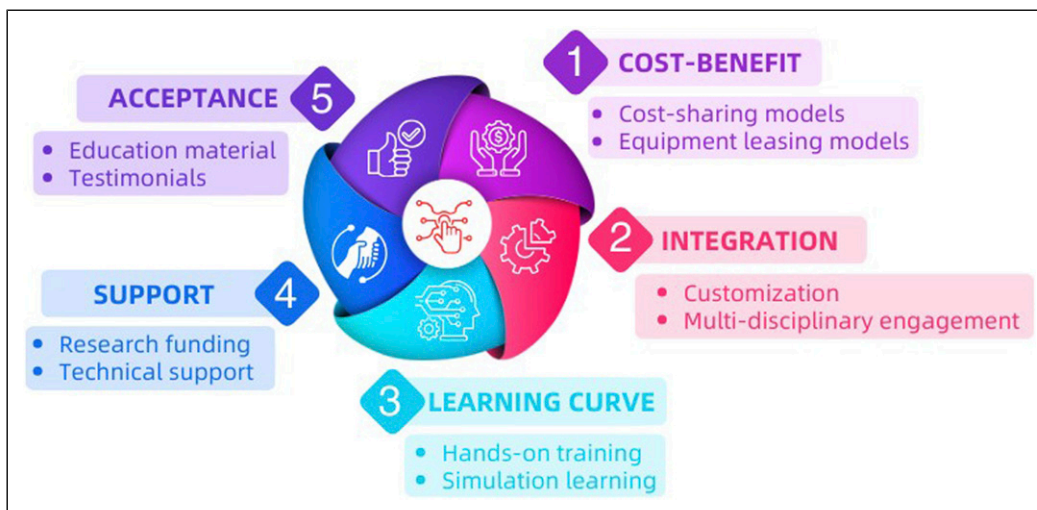 1 COST-BENEFIT
• Cost-sharing models
• Equipment leasing models
2 INTEGRATION
• Customization
• Multi-disciplinary engagement
3 LEARNING CURVE
• Hands-on training
• Simulation learning
4 SUPPORT
• Research funding
• Technical support
5 ACCEPTANCE
• Education material
• Testimonials
$